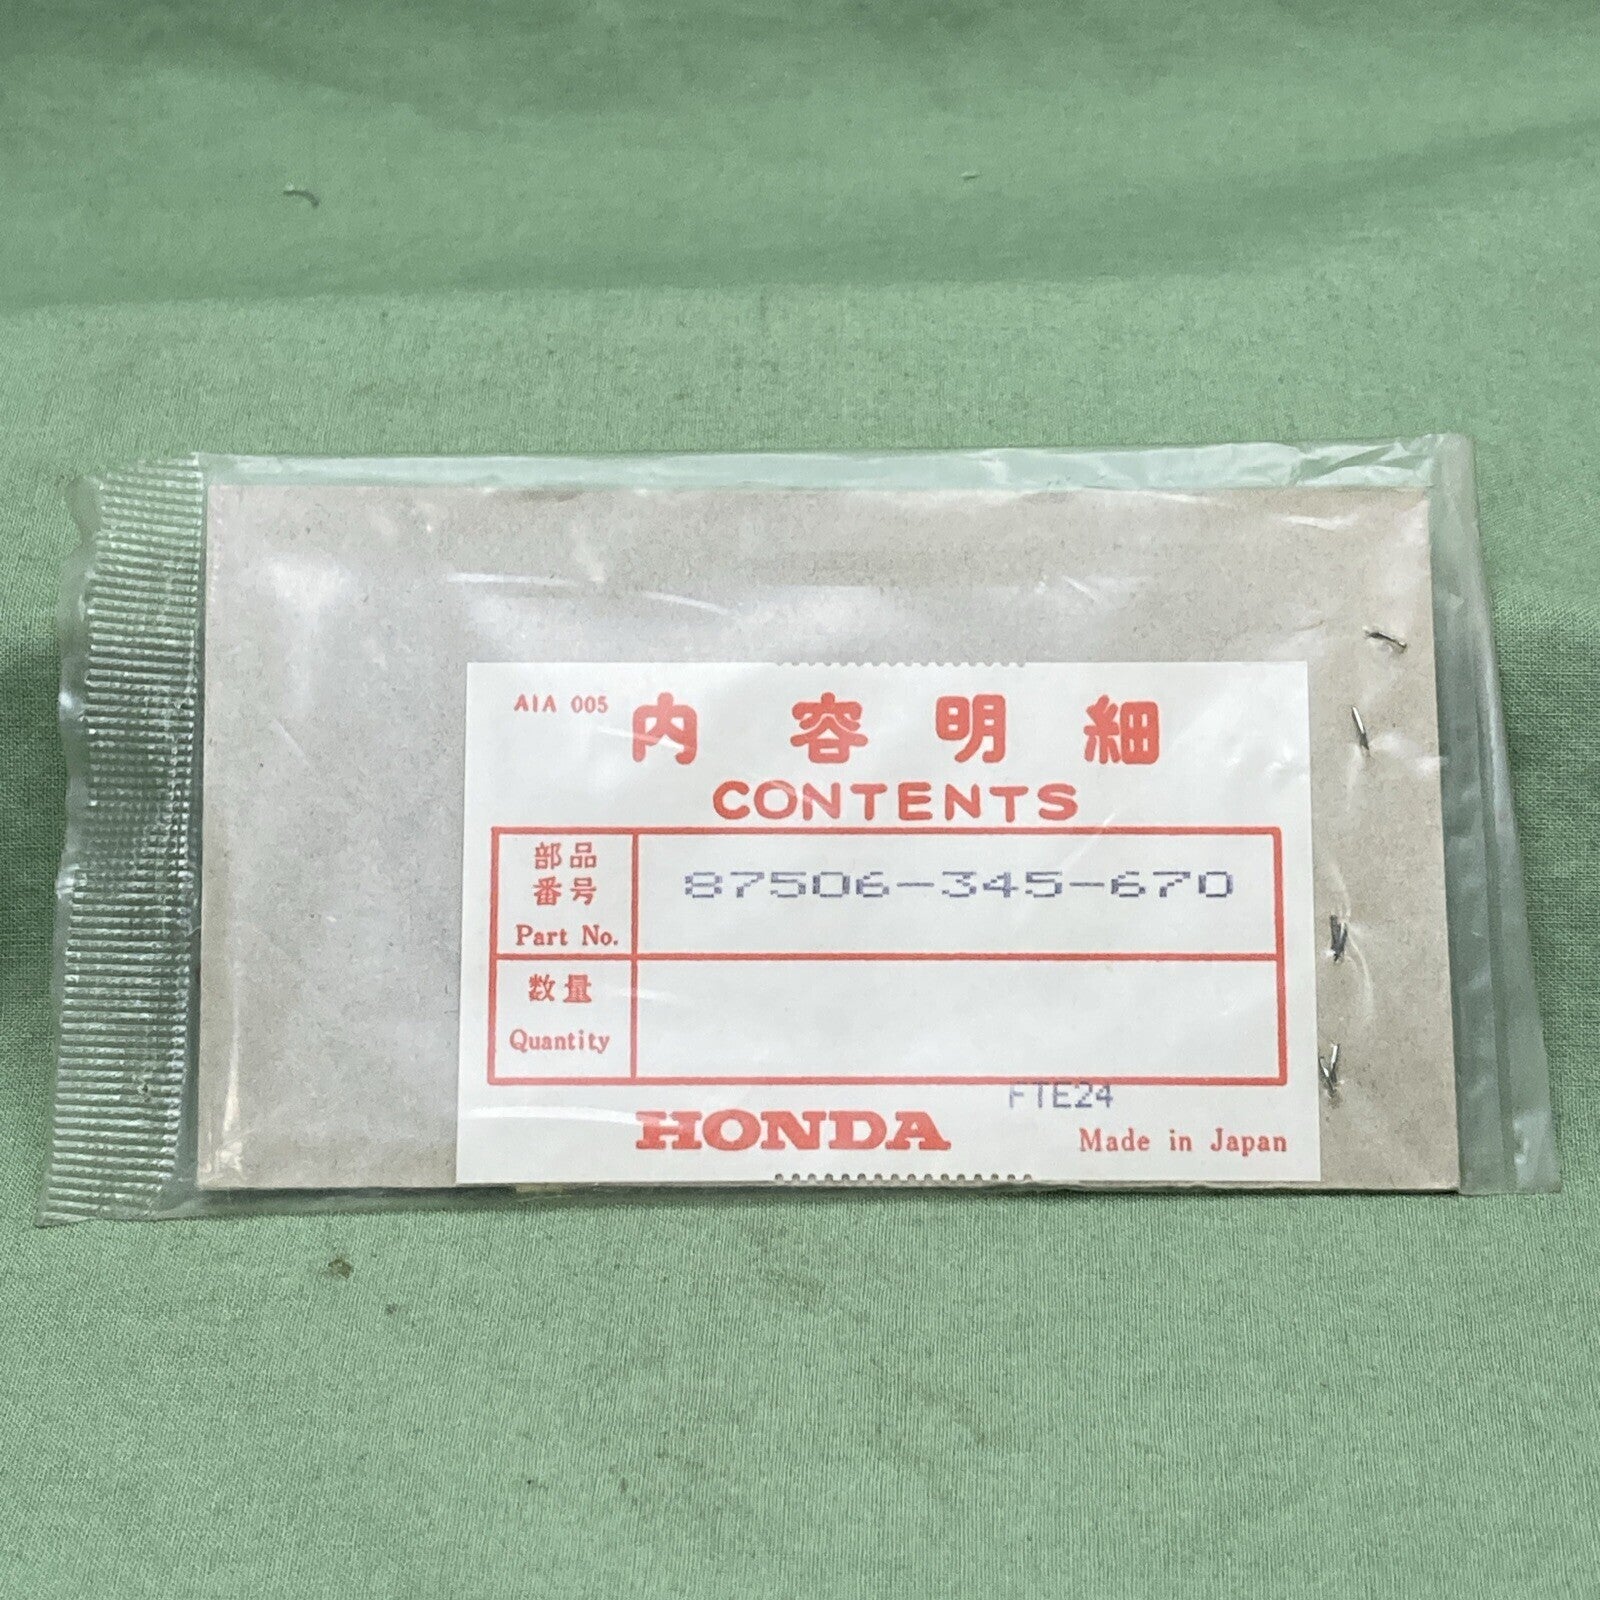 AIA 005 内容明細
CONTENTS
部品
番号
Part No.
87506-345-670
数量
Quantity
FTE24
HONDA
Made in Japan